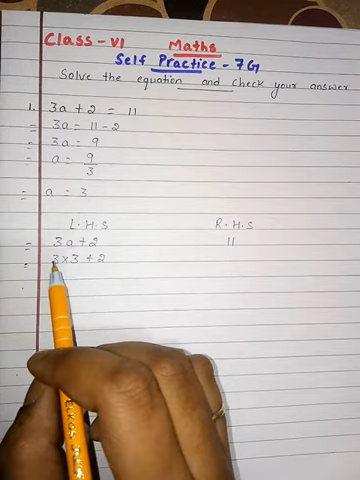 Class - VI Maths
Self Practice - 7G
Solve the equation and check your answer
1. 3a + 2 = 11
= 3a = 11 - 2
= 3a = 9
= a = 9/3
= a = 3
L.H.S R.H.S
= 3a + 2 11
= 3 × 3 + 2